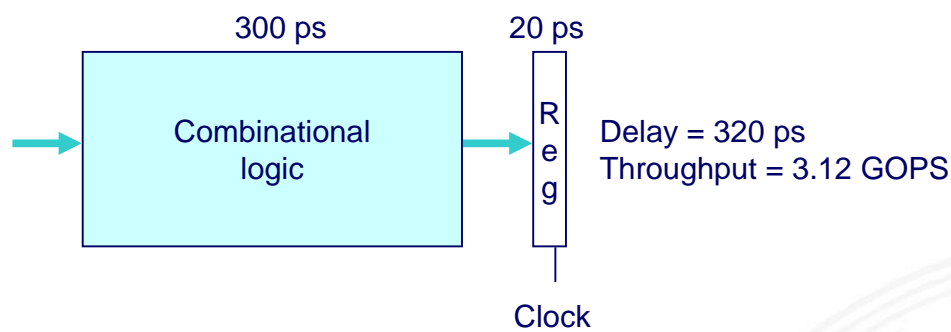 300 ps
20 ps
Combinational
logic
R
e
g
Delay = 320 ps
Throughput = 3.12 GOPS
Clock